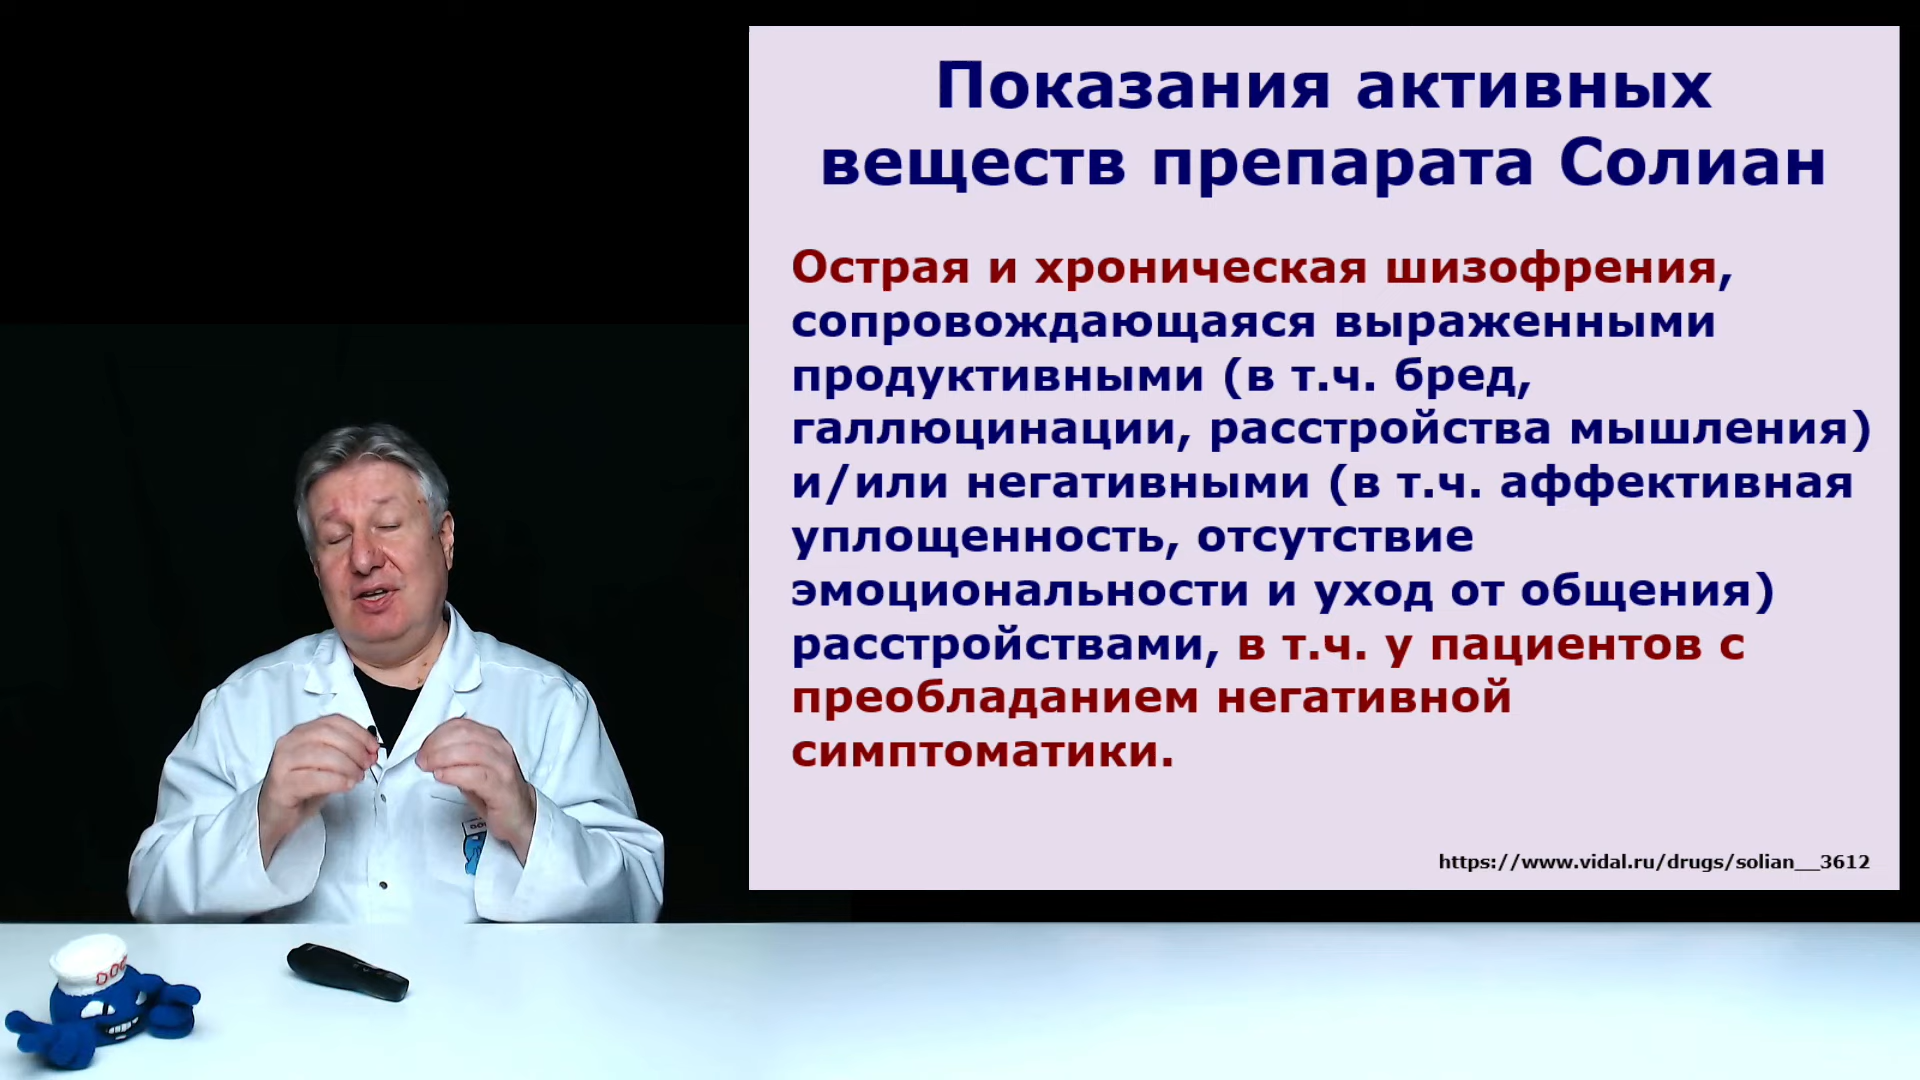 Показания активных
веществ препарата Солиан
Острая и хроническая шизофрения,
сопровождающаяся выраженными
продуктивными (в т.ч. бред,
галлюцинации, расстройства мышления)
и/или негативными (в т.ч. аффективная
уплощенность, отсутствие
эмоциональности и уход от общения)
расстройствами, в т.ч. у пациентов с
преобладанием негативной
симптоматики.
https://www.vidal.ru/drugs/solian__3612
DOC